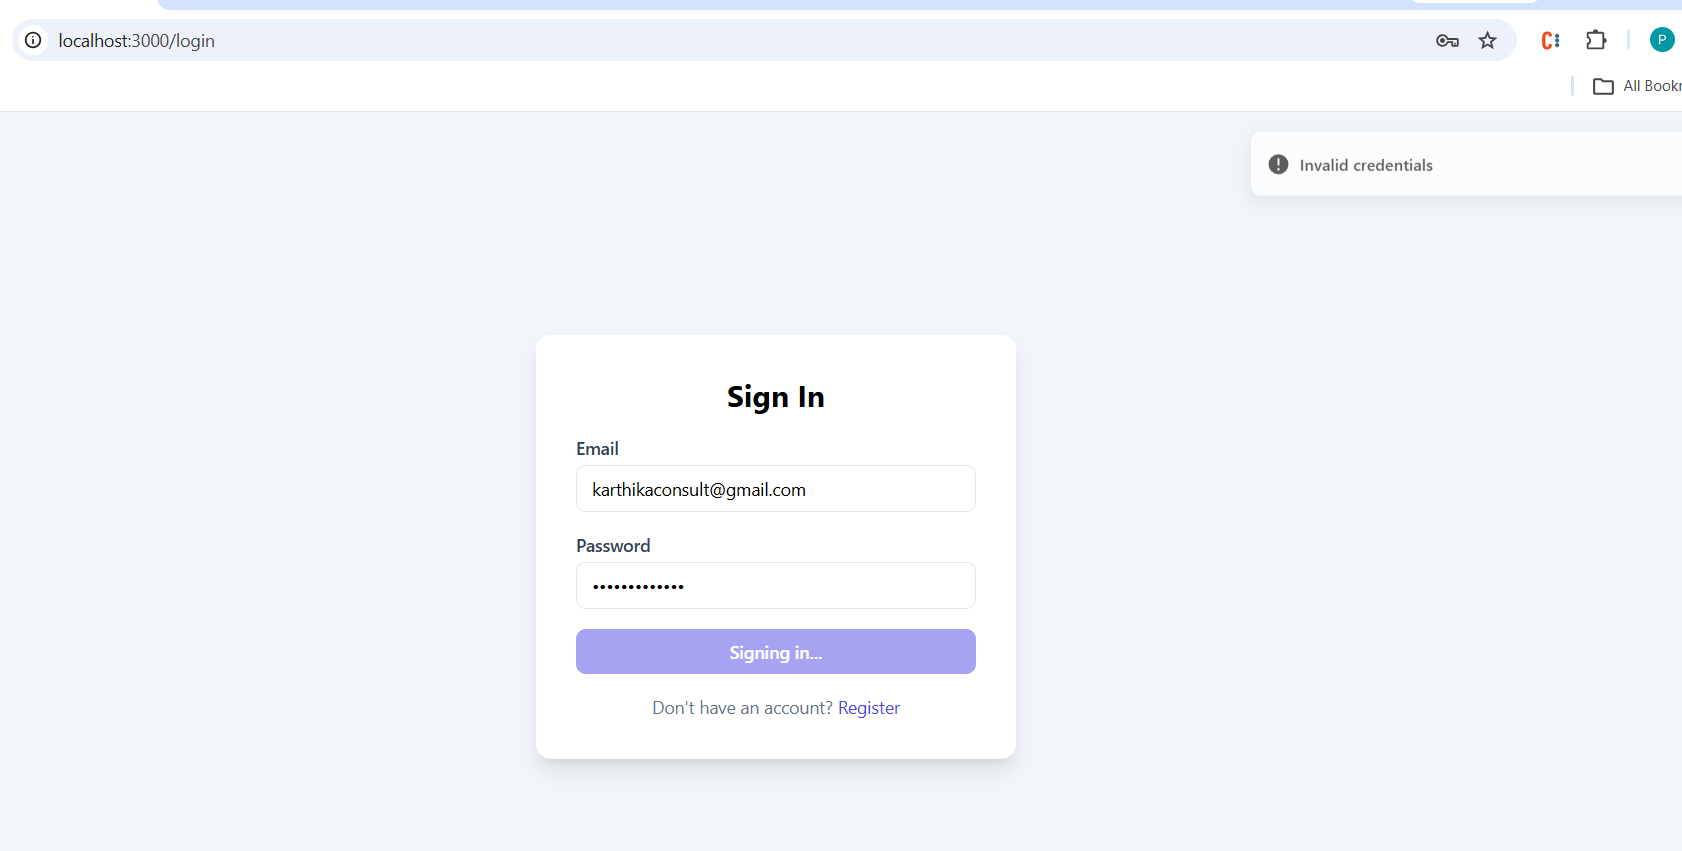 localhost:3000/login
C:
P
All Bookr
Invalid credentials
Sign In
Email
karthikaconsult@gmail.com
Password
•••••••••••••
Signing in...
Don't have an account? Register